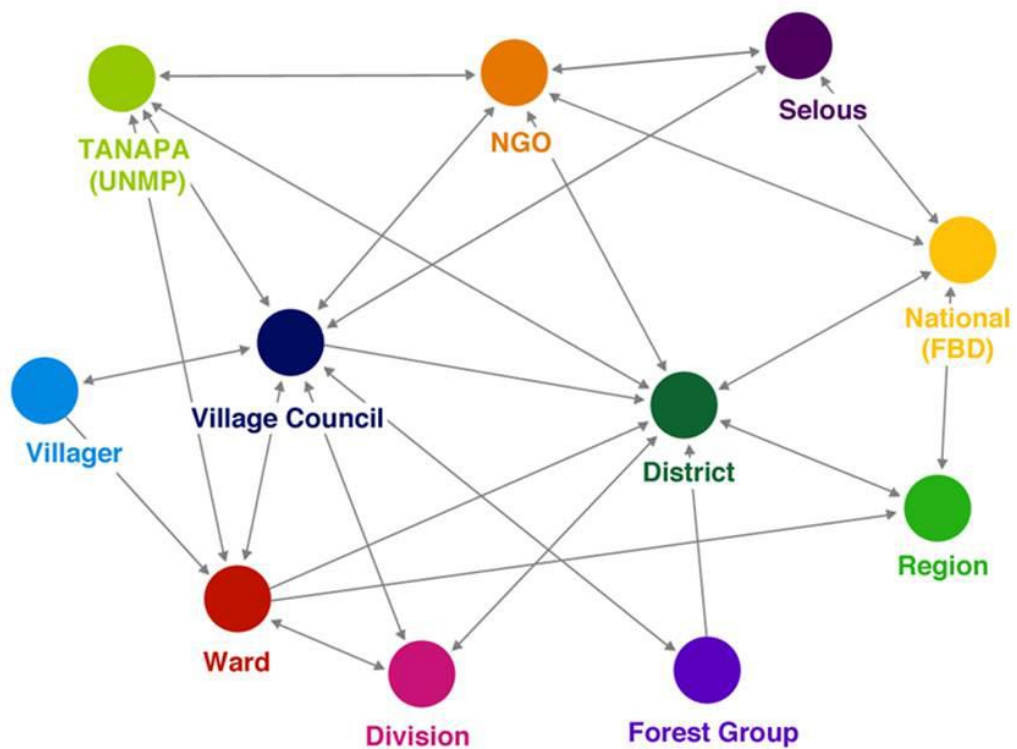 Selous
NGO
TANAPA
(UNMP)
National
(FBD)
Village Council
Villager
District
Region
Ward
Division
Forest Group